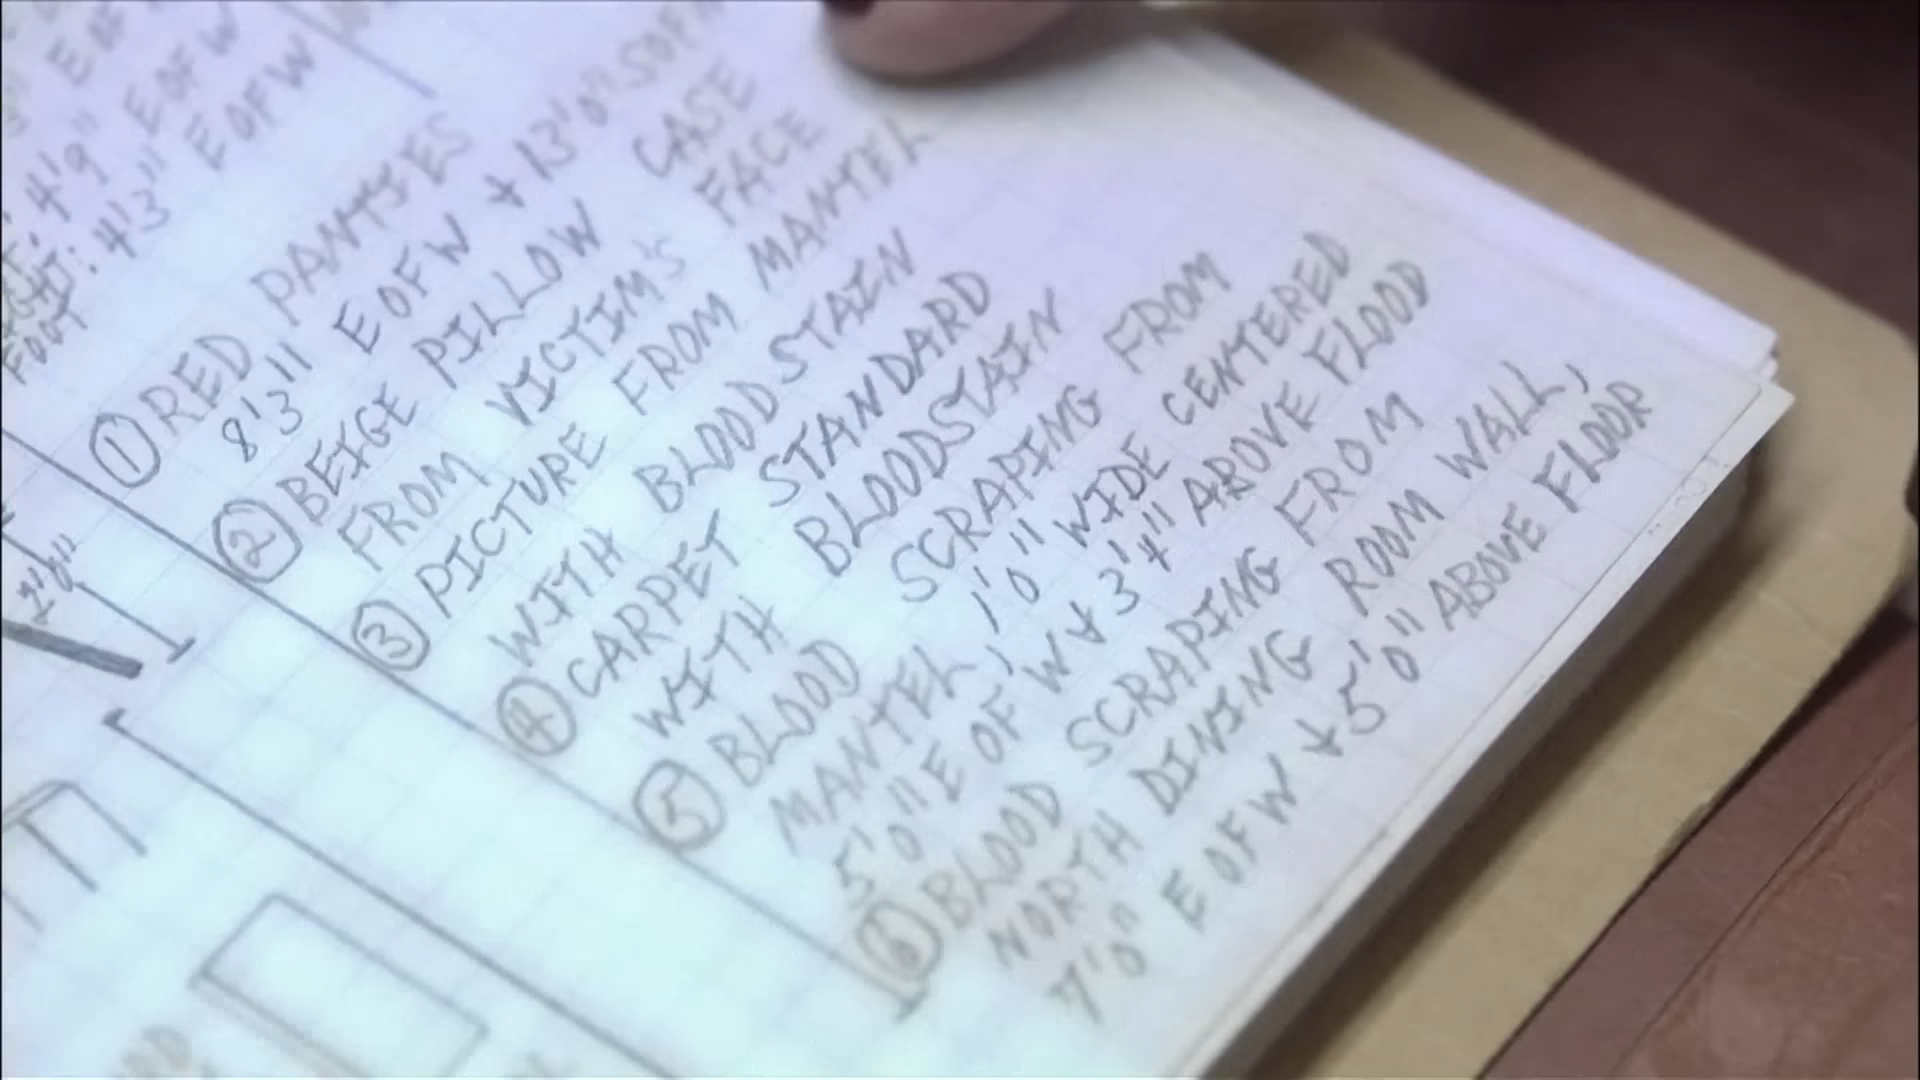 E OF W
4'9" E OF W
FOOT: 4'3" E OF W
① RED PANTIES
8'3" E OF W & 13'0" S OF N
② BEIGE PILLOW CASE
FROM VICTIM'S FACE
③ PICTURE FROM MANTEL
WITH BLOOD STAIN
④ CARPET STANDARD
WITH BLOODSTAIN
⑤ BLOOD SCRAPING FROM
MANTEL, 1'0" WIDE CENTERED
5'0" E OF W & 3'4" ABOVE FLOOD
⑥ BLOOD SCRAPING FROM
NORTH DINING ROOM WALL,
7'0" E OF W & 5'0" ABOVE FLOOR